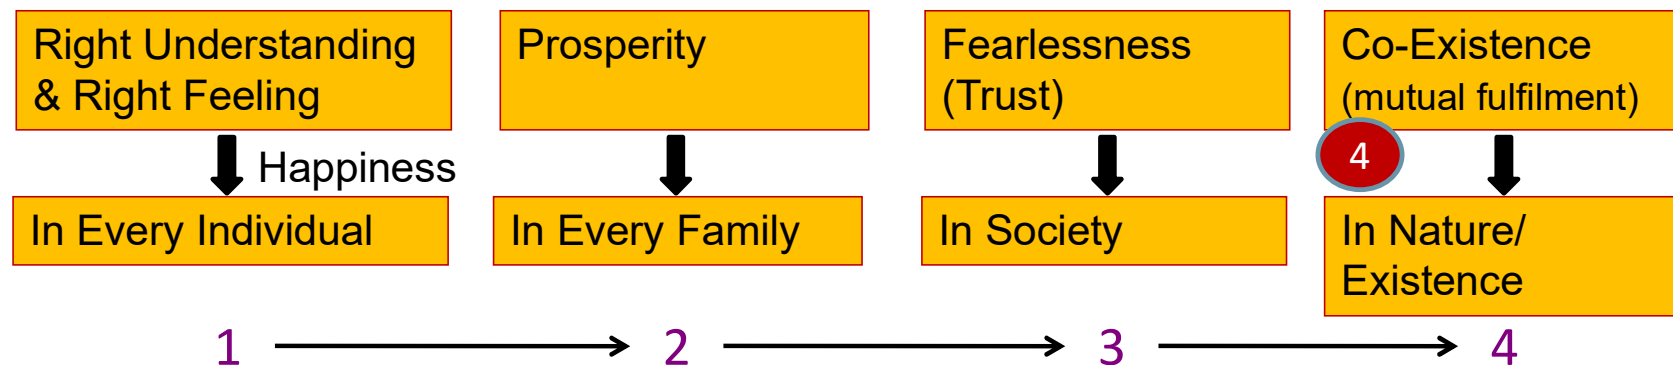 Right Understanding
& Right Feeling
Prosperity
Fearlessness
(Trust)
Co-Existence
(mutual fulfilment)
Happiness
4
In Every Individual
In Every Family
In Society
In Nature/
Existence
1
2
3
4